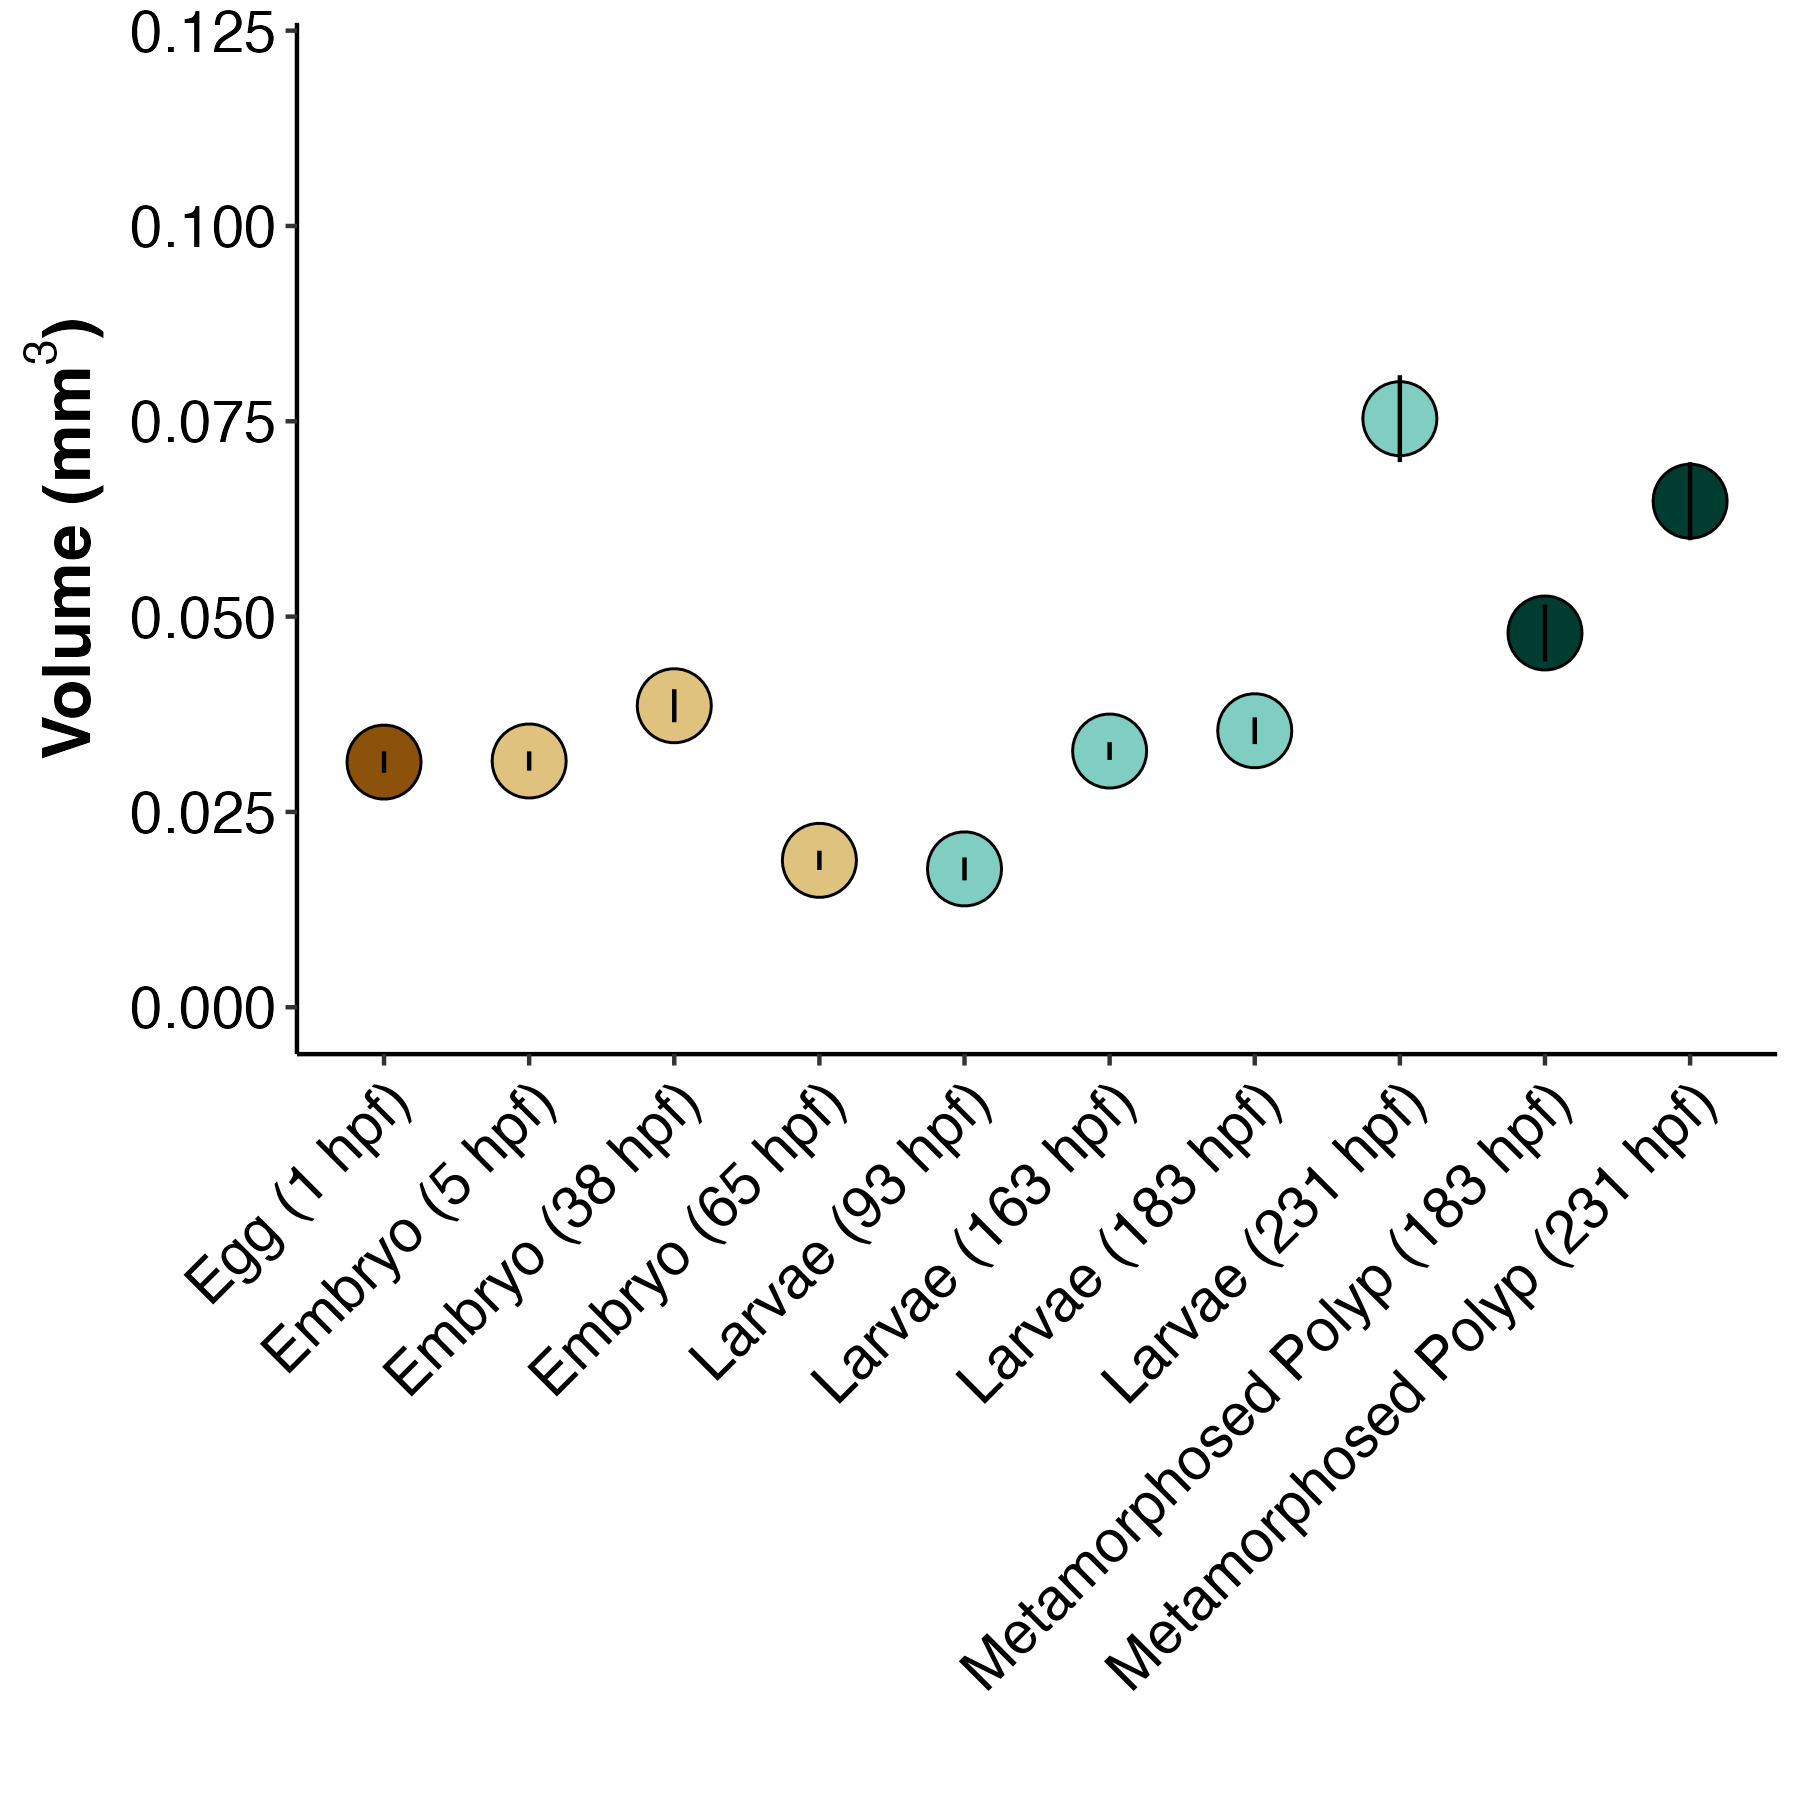 0.125
0.100
0.075
0.050
0.025
0.000
Volume (mm³)
Egg (1 hpf)
Embryo (5 hpf)
Embryo (38 hpf)
Embryo (65 hpf)
Larvae (93 hpf)
Larvae (163 hpf)
Larvae (183 hpf)
Larvae (231 hpf)
Metamorphosed Polyp (183 hpf)
Metamorphosed Polyp (231 hpf)